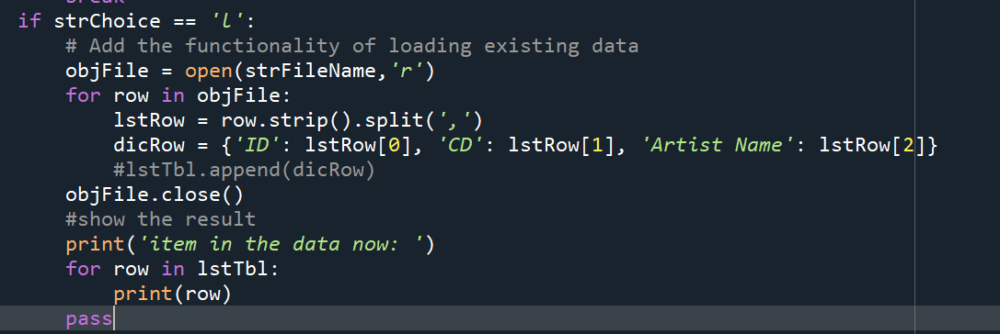 break
if strChoice == 'l':
    # Add the functionality of loading existing data
    objFile = open(strFileName,'r')
    for row in objFile:
        lstRow = row.strip().split(',')
        dicRow = {'ID': lstRow[0], 'CD': lstRow[1], 'Artist Name': lstRow[2]}
        #lstTbl.append(dicRow)
    objFile.close()
    #show the result
    print('item in the data now: ')
    for row in lstTbl:
        print(row)
    pass